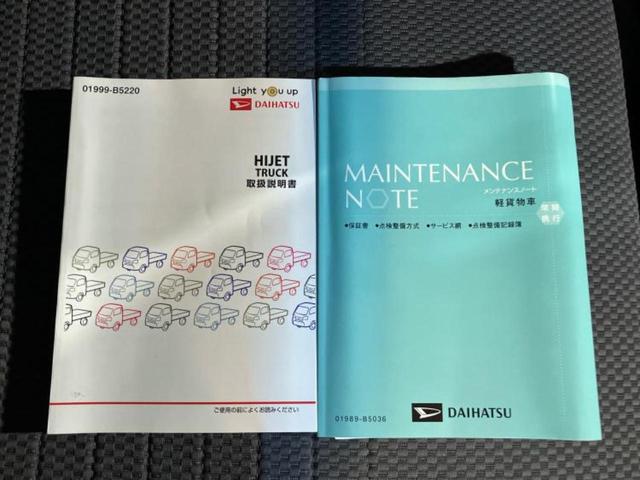 01999-B5220
Light you up
DAIHATSU
HIJET
TRUCK
取扱説明書
ご使用の前によくお読みください
MAINTENANCE
NOTE
メンテナンスノート
軽貨物車
•保証書 •点検整備方式 •サービス網 •点検整備記録簿
01989-B5036
DAIHATSU